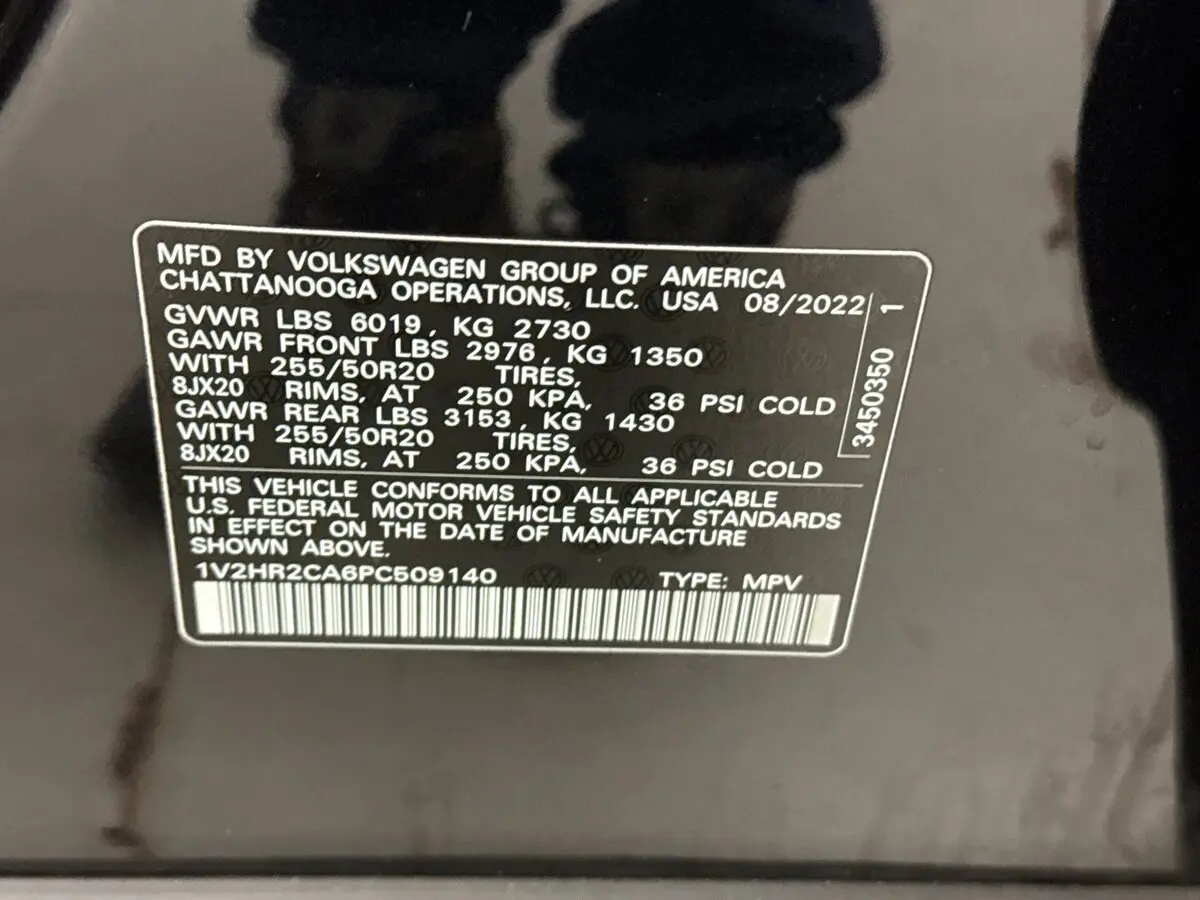 MFD BY VOLKSWAGEN GROUP OF AMERICA
CHATTANOOGA OPERATIONS, LLC. USA 08/2022
GVWR LBS 6019, KG 2730
GAWR FRONT LBS 2976, KG 1350
WITH 255/50R20 TIRES,
8JX20 RIMS, AT 250 KPA, 36 PSI COLD
GAWR REAR LBS 3153, KG 1430
WITH 255/50R20 TIRES,
8JX20 RIMS, AT 250 KPA, 36 PSI COLD
3450350 1
THIS VEHICLE CONFORMS TO ALL APPLICABLE
U.S. FEDERAL MOTOR VEHICLE SAFETY STANDARDS
IN EFFECT ON THE DATE OF MANUFACTURE
SHOWN ABOVE.
1V2HR2CA6PC509140 TYPE: MPV